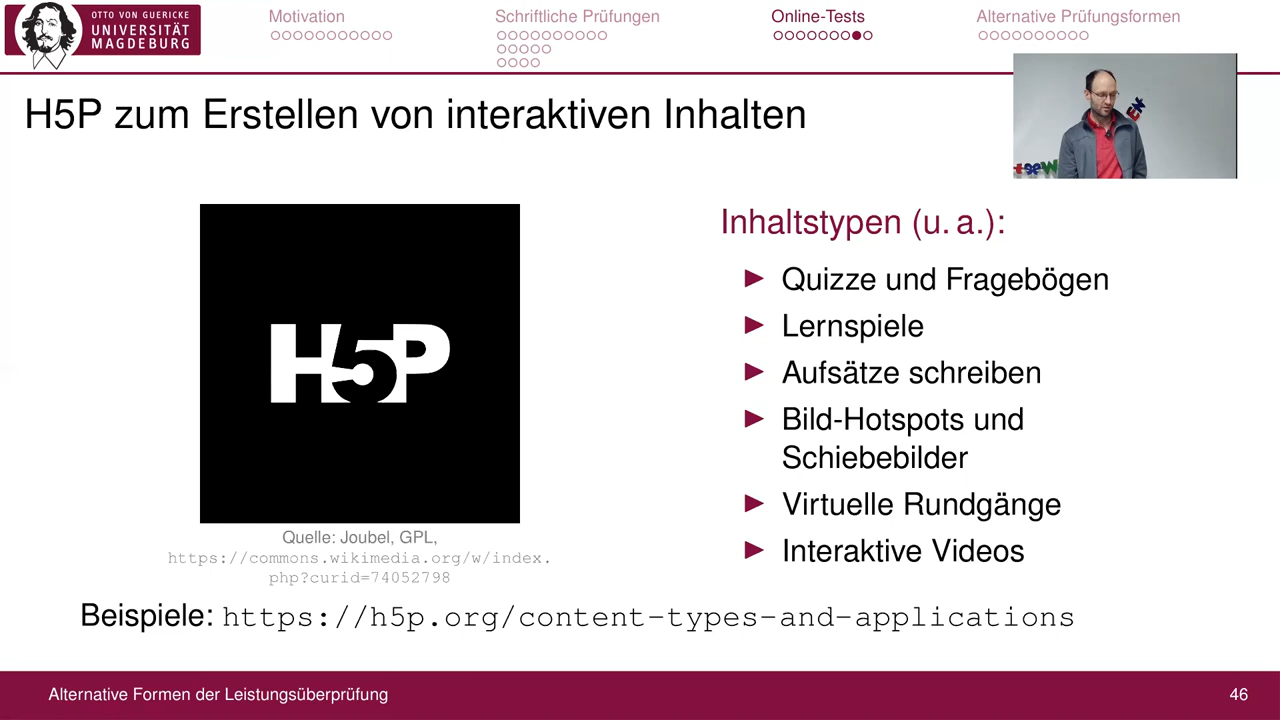 OTTO VON GUERICKE
UNIVERSITÄT
MAGDEBURG
Motivation
Schriftliche Prüfungen
Online-Tests
Alternative Prüfungsformen
H5P zum Erstellen von interaktiven Inhalten
H5P
Quelle: Joubel, GPL,
https://commons.wikimedia.org/w/index.
php?curid=74052798
Inhaltstypen (u. a.):
Quizze und Fragebögen
Lernspiele
Aufsätze schreiben
Bild-Hotspots und
Schiebebilder
Virtuelle Rundgänge
Interaktive Videos
Beispiele: https://h5p.org/content-types-and-applications
Alternative Formen der Leistungsüberprüfung
46